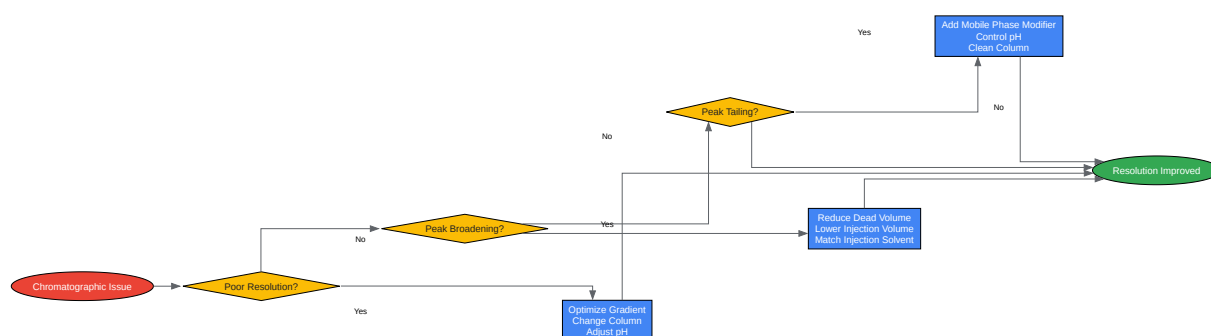 Chromatographic Issue
Poor Resolution?
No
Yes
Peak Broadening?
Optimize Gradient
Change Column
Adjust pH
No
Yes
Peak Tailing?
Reduce Dead Volume
Lower Injection Volume
Match Injection Solvent
Yes
No
Add Mobile Phase Modifier
Control pH
Clean Column
Resolution Improved